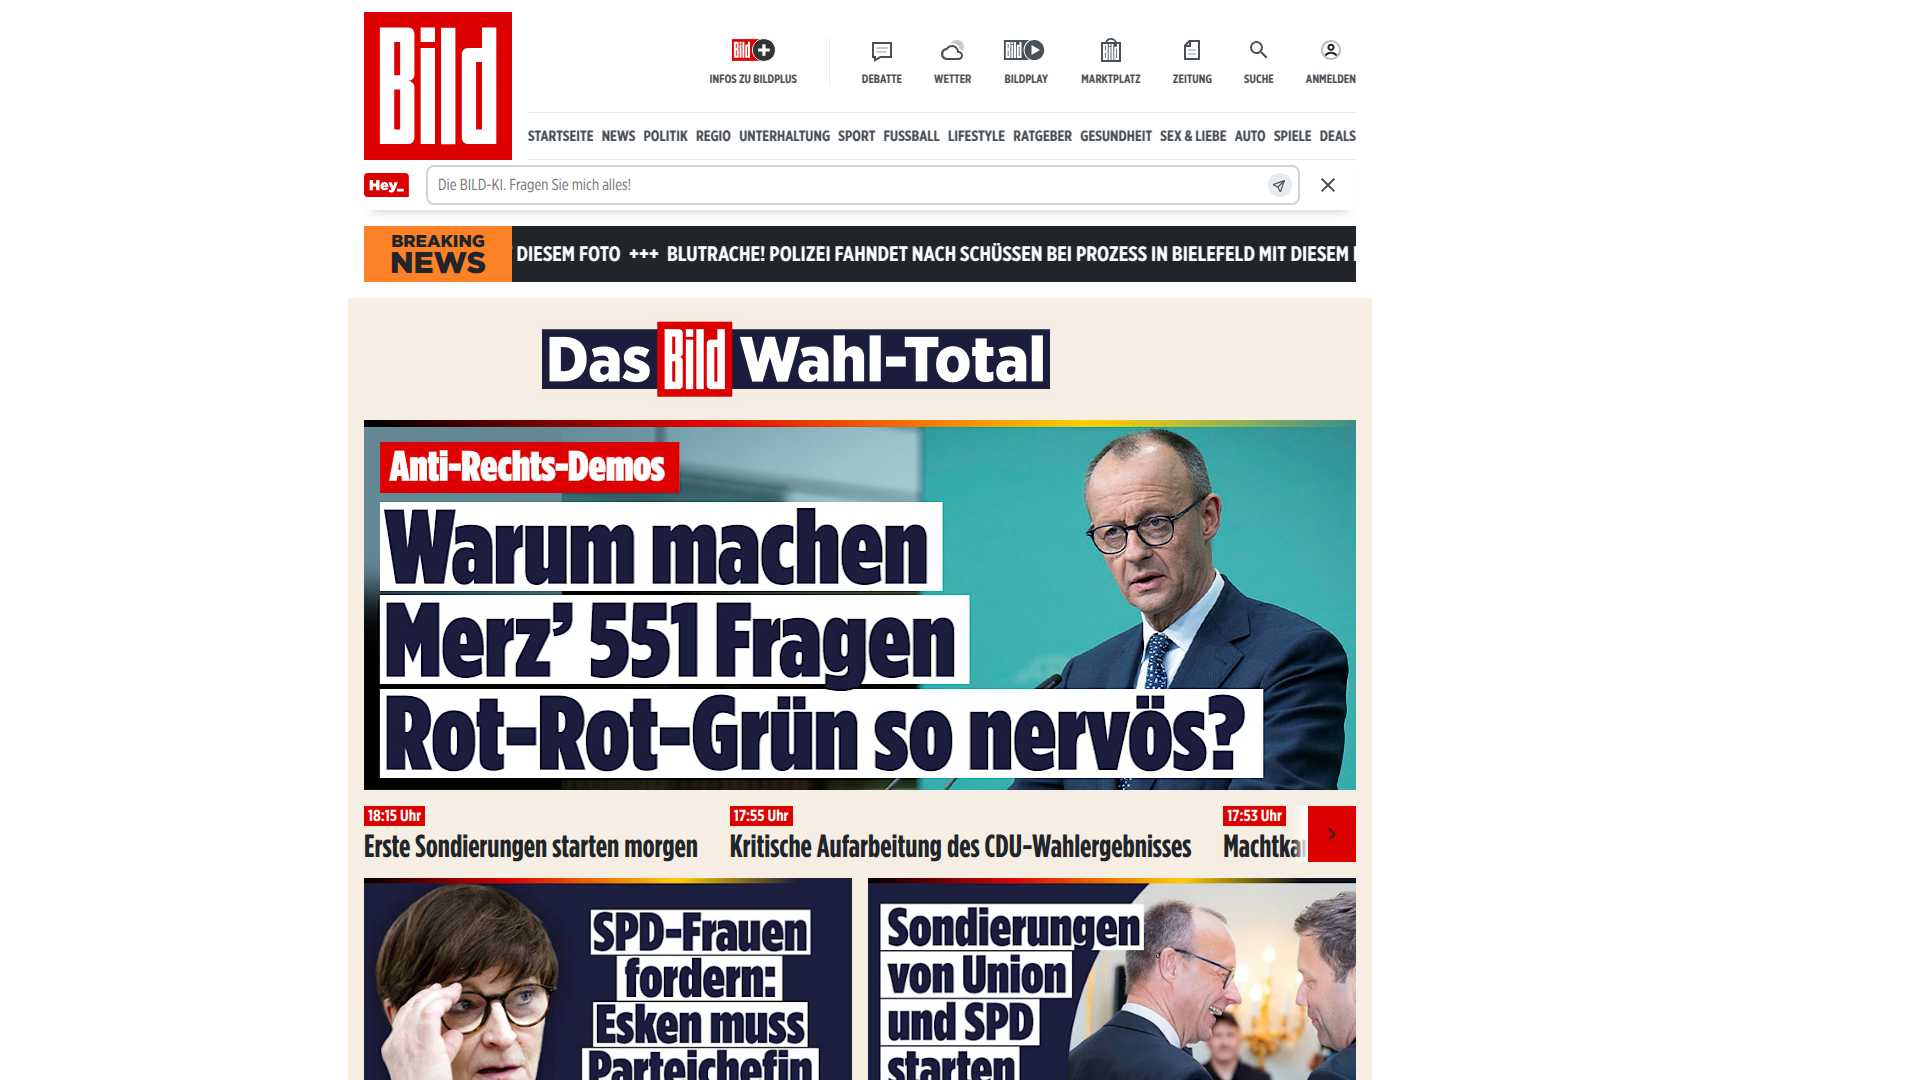 Bild
Bild INFOS ZU BILDPLUS
DEBATTE
WETTER
Bild BILDPLAY
Bild MARKTPLATZ
ZEITUNG
SUCHE
ANMELDEN
STARTSEITE NEWS POLITIK REGIO UNTERHALTUNG SPORT FUSSBALL LIFESTYLE RATGEBER GESUNDHEIT SEX & LIEBE AUTO SPIELE DEALS
Hey_
Die BILD-KI. Fragen Sie mich alles!
BREAKING
NEWS
DIESEM FOTO +++ BLUTRACHE! POLIZEI FAHNDET NACH SCHÜSSEN BEI PROZESS IN BIELEFELD MIT DIESEM
Das Bild Wahl-Total
Anti-Rechts-Demos
Warum machen
Merz’ 551 Fragen
Rot-Rot-Grün so nervös?
18:15 Uhr
Erste Sondierungen starten morgen
17:55 Uhr
Kritische Aufarbeitung des CDU-Wahlergebnisses
17:53 Uhr
SPD-Frauen
fordern:
Esken muss
Parteichefin
Sondierungen
von Union
und SPD
starten